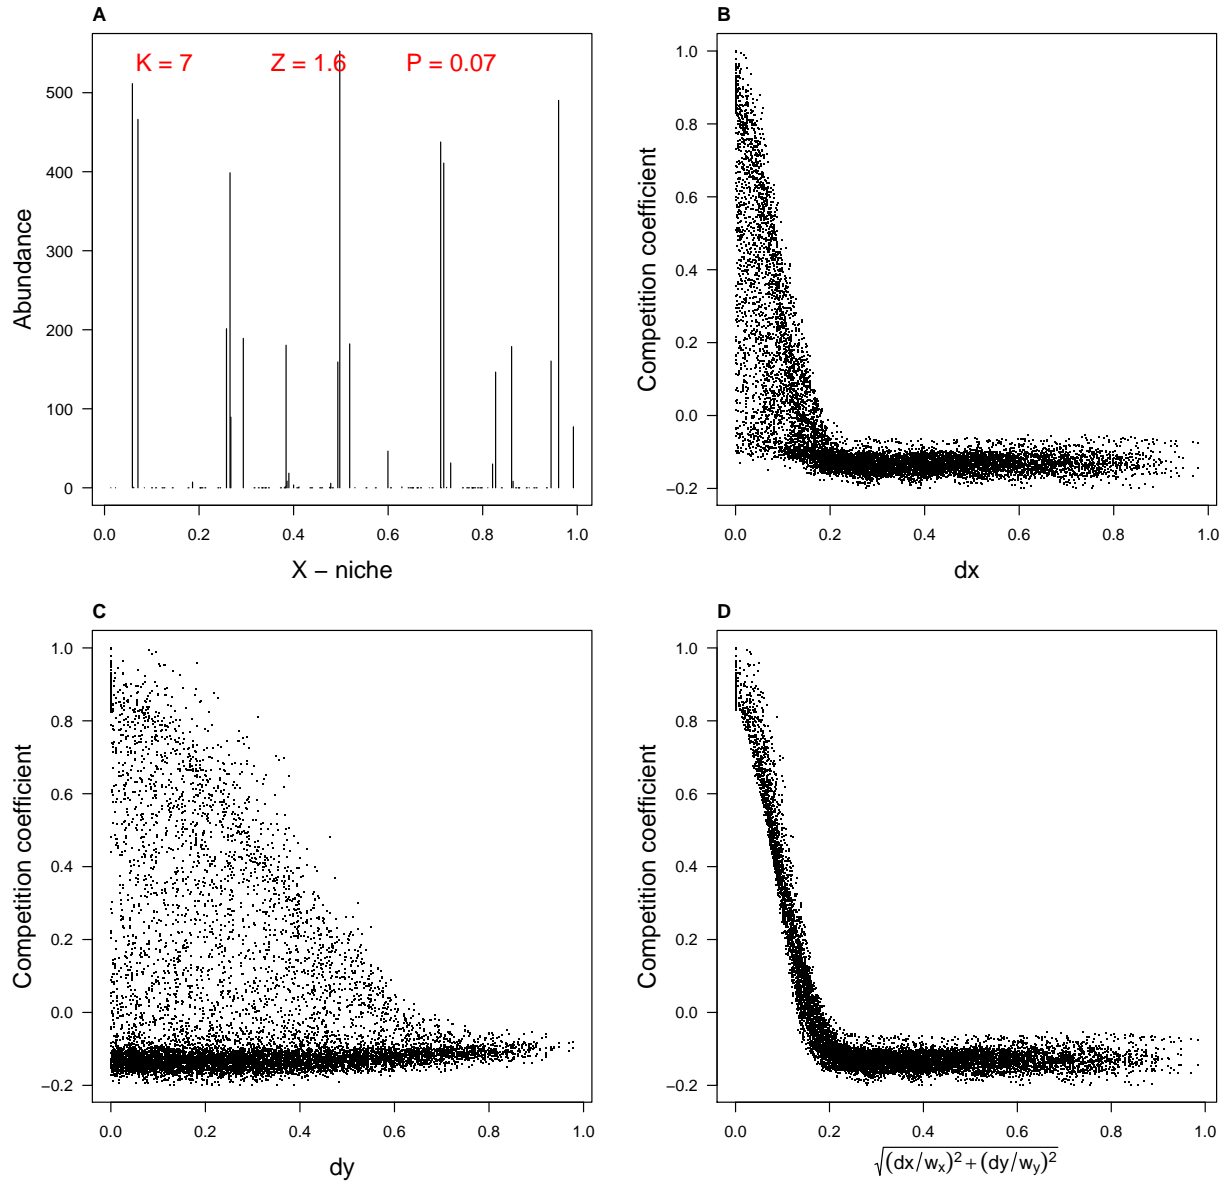 A
K = 7 Z = 1.6 P = 0.07
Abundance
500
400
300
200
100
0
0.0 0.2 0.4 0.6 0.8 1.0
X − niche
B
Competition coefficient
1.0
0.8
0.6
0.4
0.2
0.0
−0.2
0.0 0.2 0.4 0.6 0.8 1.0
dx
C
Competition coefficient
1.0
0.8
0.6
0.4
0.2
0.0
−0.2
0.0 0.2 0.4 0.6 0.8 1.0
dy
D
Competition coefficient
1.0
0.8
0.6
0.4
0.2
0.0
−0.2
0.0 0.2 0.4 0.6 0.8 1.0
√(dx/wₓ)² + (dy/w_y)²